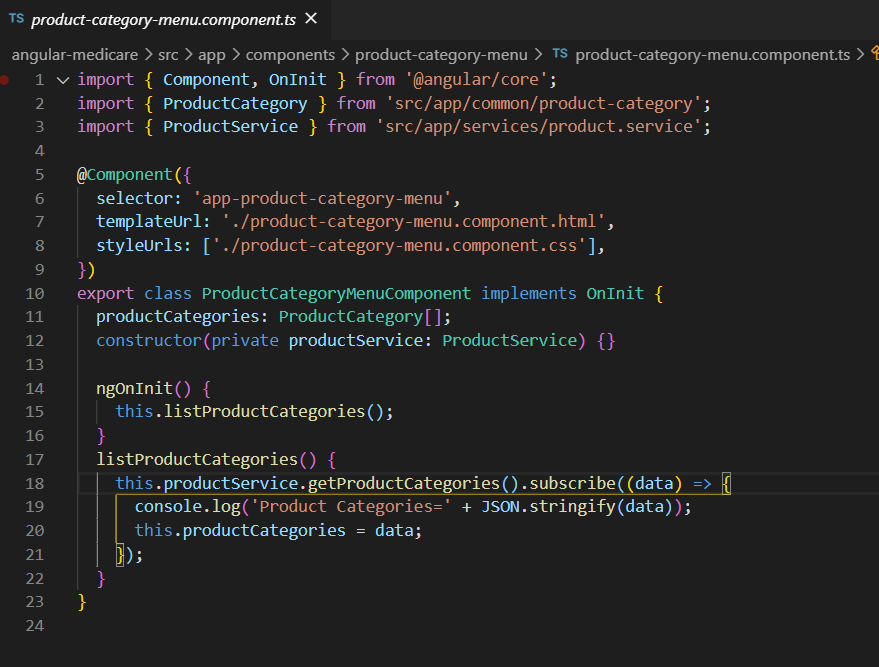 TS product-category-menu.component.ts ✕
angular-medicare > src > app > components > product-category-menu > TS product-category-menu.component.ts >
1 import { Component, OnInit } from '@angular/core';
2 import { ProductCategory } from 'src/app/common/product-category';
3 import { ProductService } from 'src/app/services/product.service';
4
5 @Component({
6   selector: 'app-product-category-menu',
7   templateUrl: './product-category-menu.component.html',
8   styleUrls: ['./product-category-menu.component.css'],
9 })
10 export class ProductCategoryMenuComponent implements OnInit {
11   productCategories: ProductCategory[];
12   constructor(private productService: ProductService) {}
13
14   ngOnInit() {
15     this.listProductCategories();
16   }
17   listProductCategories() {
18     this.productService.getProductCategories().subscribe((data) => {
19       console.log('Product Categories=' + JSON.stringify(data));
20       this.productCategories = data;
21     });
22   }
23 }
24